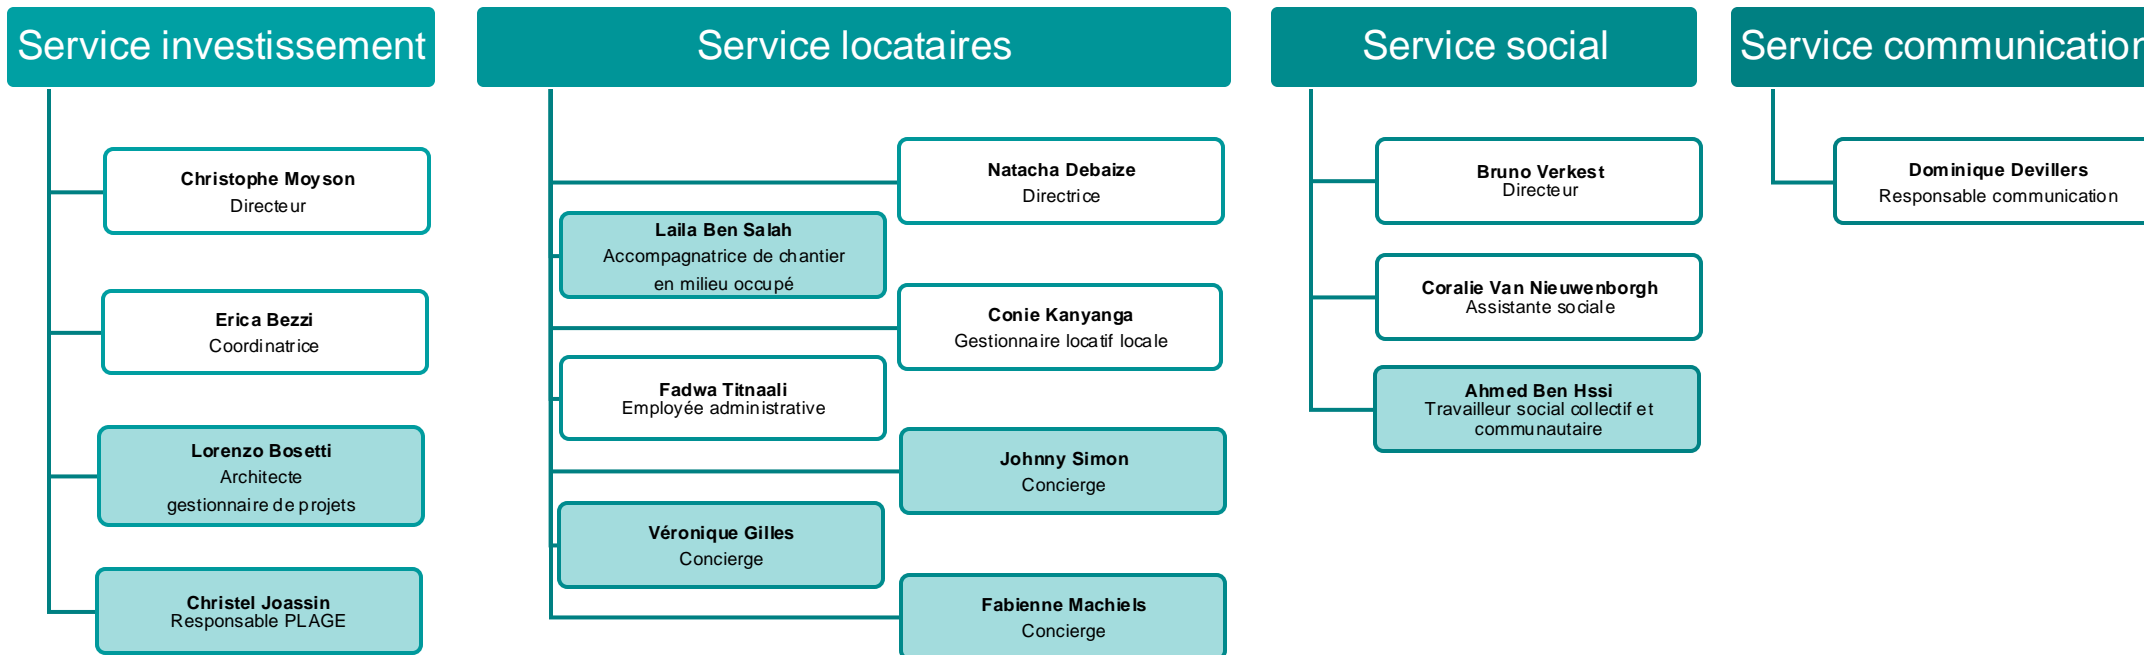 Service investissement
Christophe Moyson
Directeur
Erica Bezzi
Coordinatrice
Lorenzo Bosetti
Architecte
gestionnaire de projets
Christel Joassin
Responsable PLAGE
Service locataires
Natacha Debaize
Directrice
Laila Ben Salah
Accompagnatrice de chantier
en milieu occupé
Conie Kanyanga
Gestionnaire locatif locale
Fadwa Titnaali
Employée administrative
Johnny Simon
Concierge
Véronique Gilles
Concierge
Fabienne Machiels
Concierge
Service social
Bruno Verkest
Directeur
Coralie Van Nieuwenborgh
Assistante sociale
Ahmed Ben Hssi
Travailleur social collectif et
communautaire
Service communication
Dominique Devillers
Responsable communication